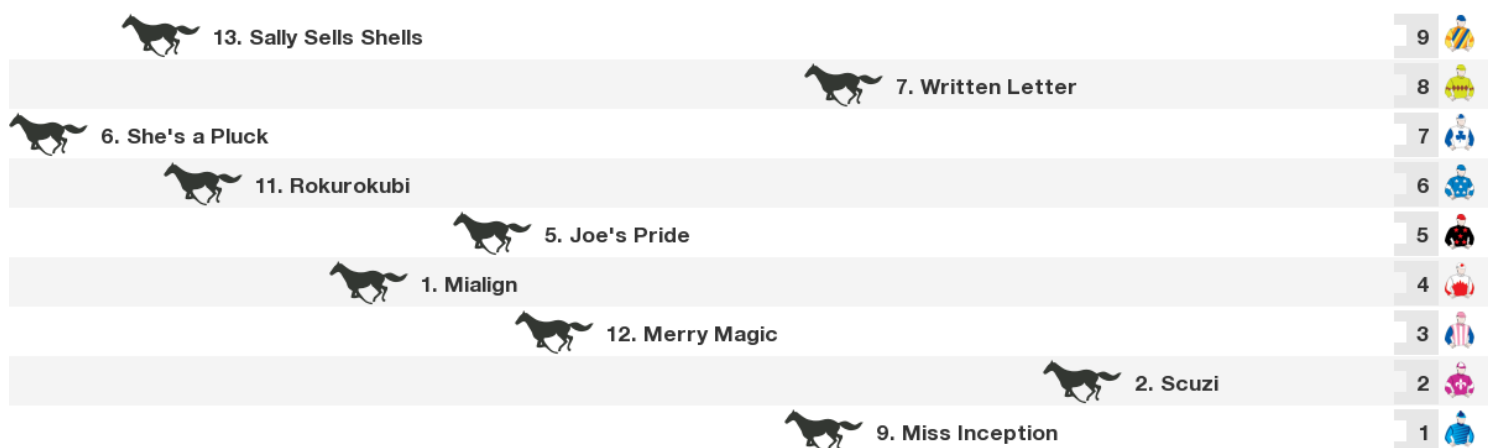 13. Sally Sells Shells 9
7. Written Letter 8
6. She's a Pluck 7
11. Rokurokubi 6
5. Joe's Pride 5
1. Mialign 4
12. Merry Magic 3
2. Scuzi 2
9. Miss Inception 1